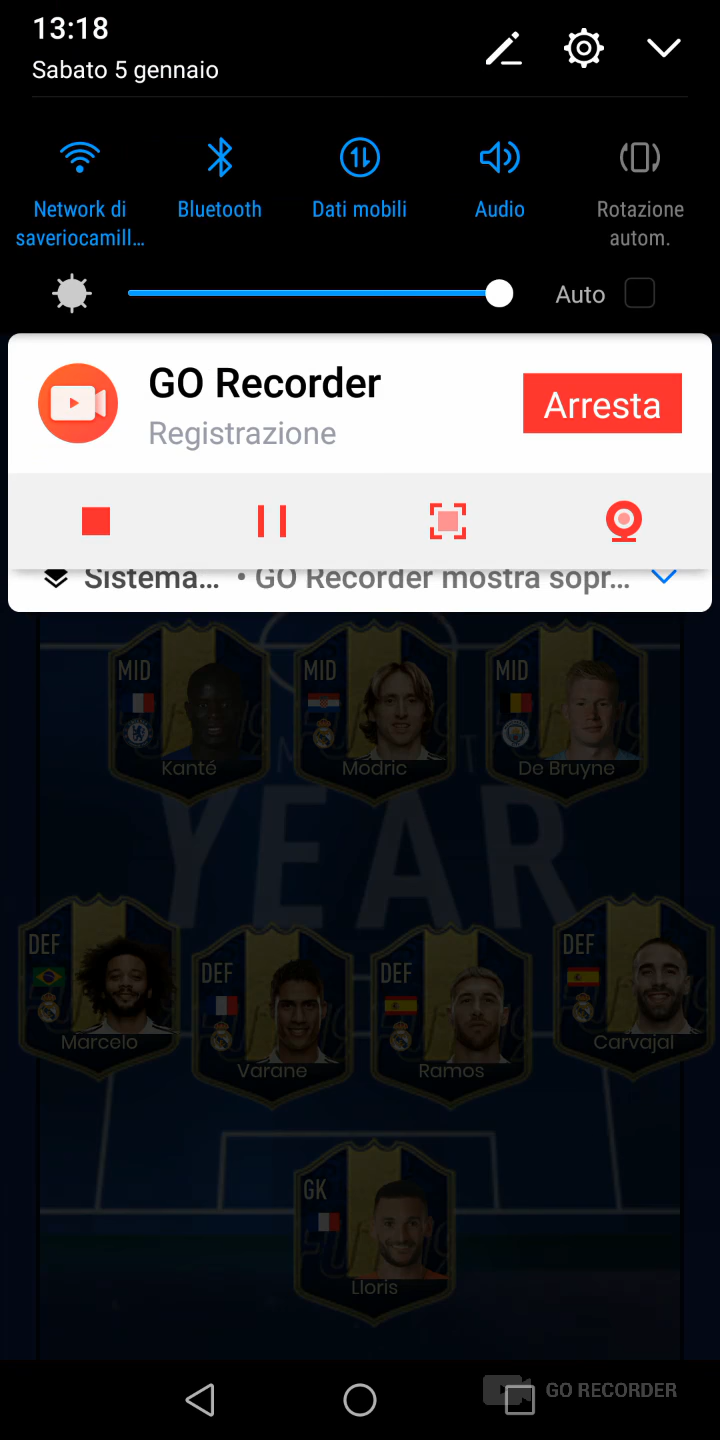 13:18
Sabato 5 gennaio
Network di
saveriocamill...
Bluetooth
Dati mobili
Audio
Rotazione
autom.
Auto
GO Recorder
Registrazione
Arresta
Sistema... • GO Recorder mostra sopr...
MID
MID
MID
Kanté
Modric
De Bruyne
YEAR
DEF
DEF
DEF
DEF
Marcelo
Varane
Ramos
Carvajal
GK
Lloris
GO RECORDER